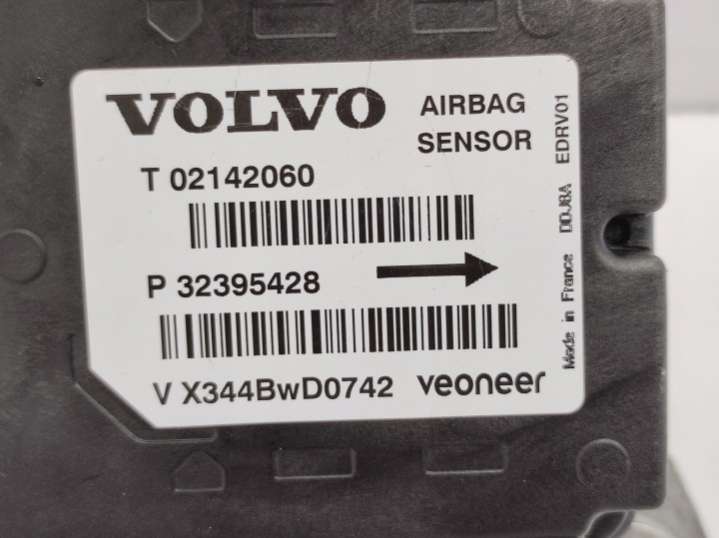 VOLVO
AIRBAG
SENSOR
T 02142060
P 32395428
V X344BwD0742
veoneer
Made in France DDJ8A EDRV01